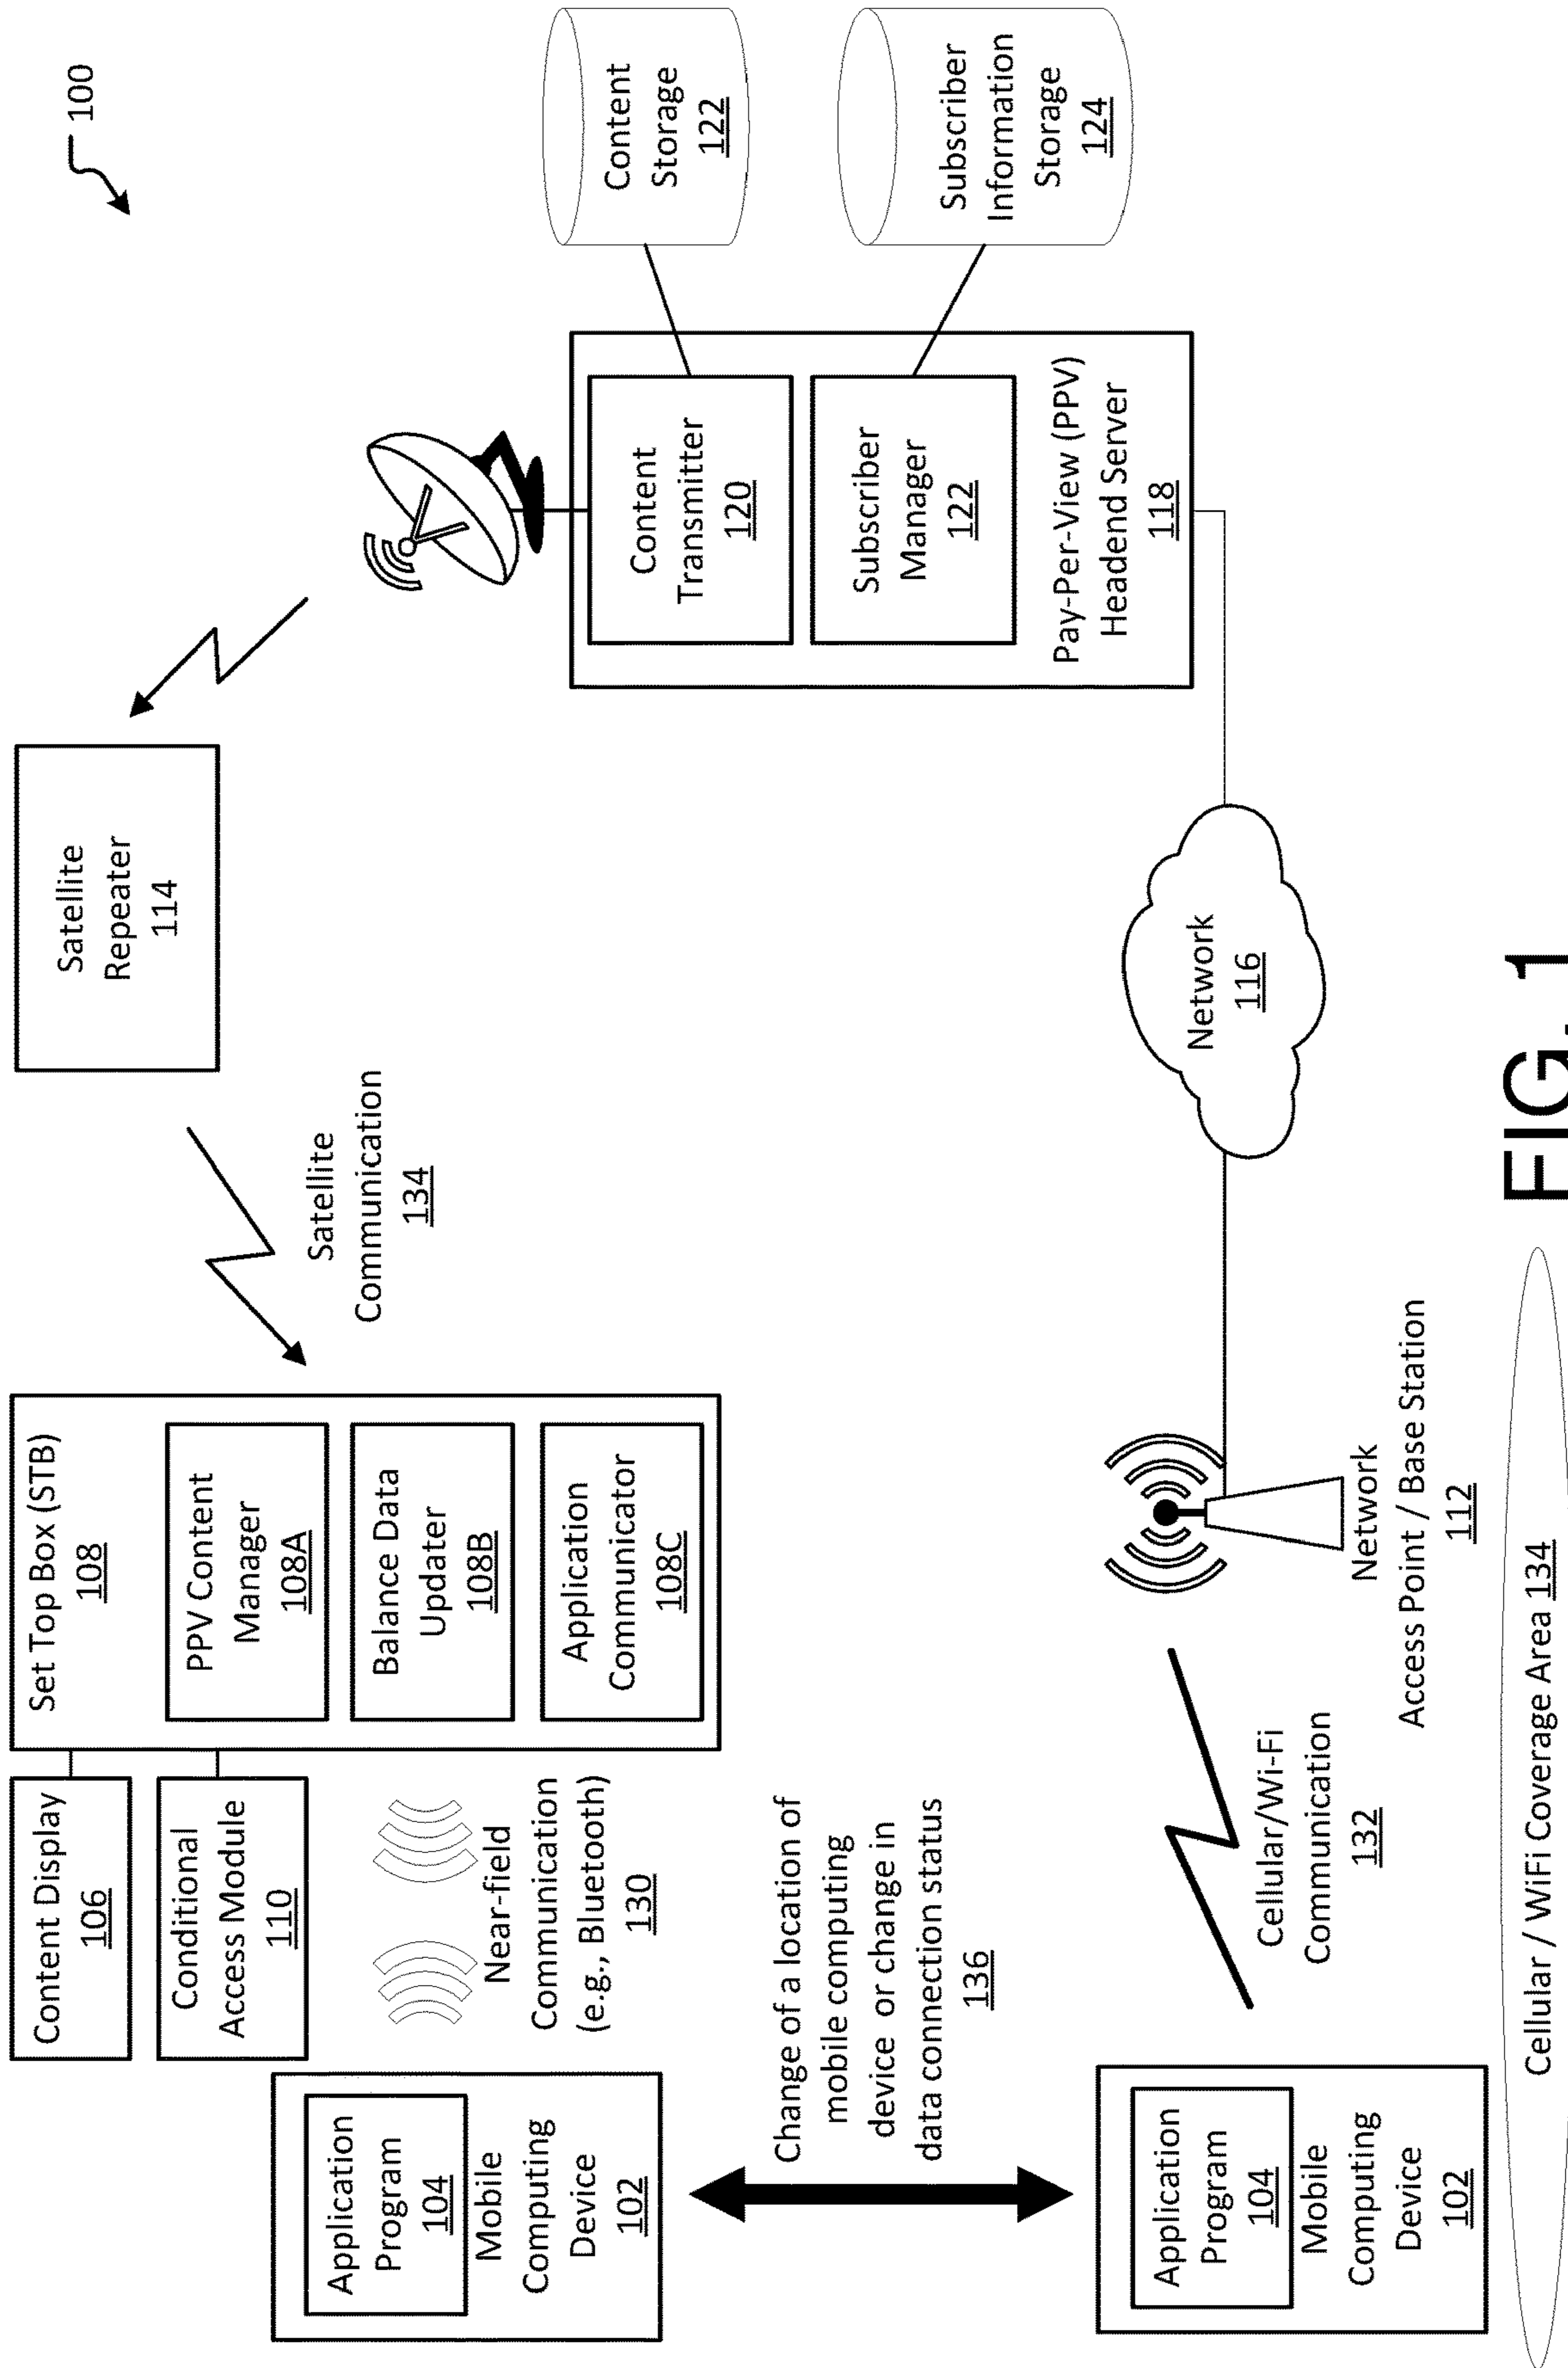 100
Content Display
106
Conditional
Access Module
110
Set Top Box (STB)
108
PPV Content
Manager
108A
Balance Data
Updater
108B
Application
Communicator
108C
Satellite
Repeater
114
Satellite
Communication
134
Near-field
Communication
(e.g., Bluetooth)
130
Application
Program
104
Mobile
Computing
Device
102
Content
Transmitter
120
Subscriber
Manager
122
Pay-Per-View (PPV)
Headend Server
118
Content
Storage
122
Subscriber
Information
Storage
124
Change of a location of
mobile computing
device or change in
data connection status
136
Application
Program
104
Mobile
Computing
Device
102
Cellular/Wi-Fi
Communication
132
Network
Access Point / Base Station
112
Network
116
Cellular / WiFi Coverage Area 134
FIG. 1